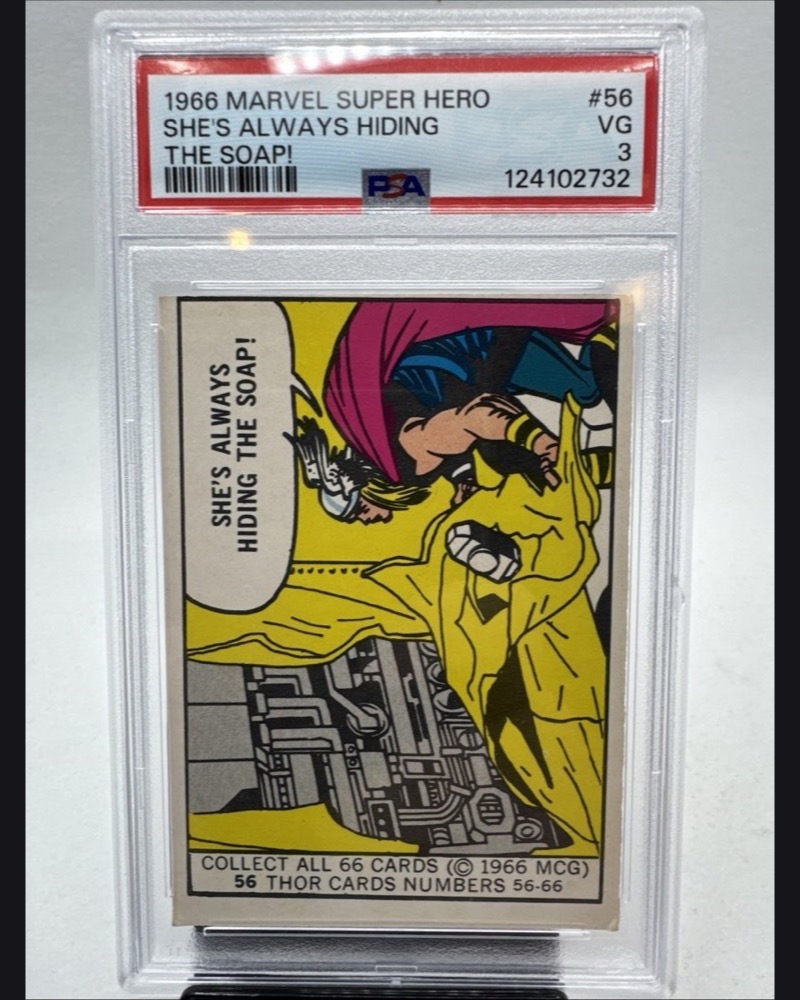 1966 MARVEL SUPER HERO #56
SHE'S ALWAYS HIDING VG
THE SOAP! 3
PSA 124102732
SHE'S ALWAYS
HIDING THE SOAP!
COLLECT ALL 66 CARDS (© 1966 MCG)
56 THOR CARDS NUMBERS 56-66